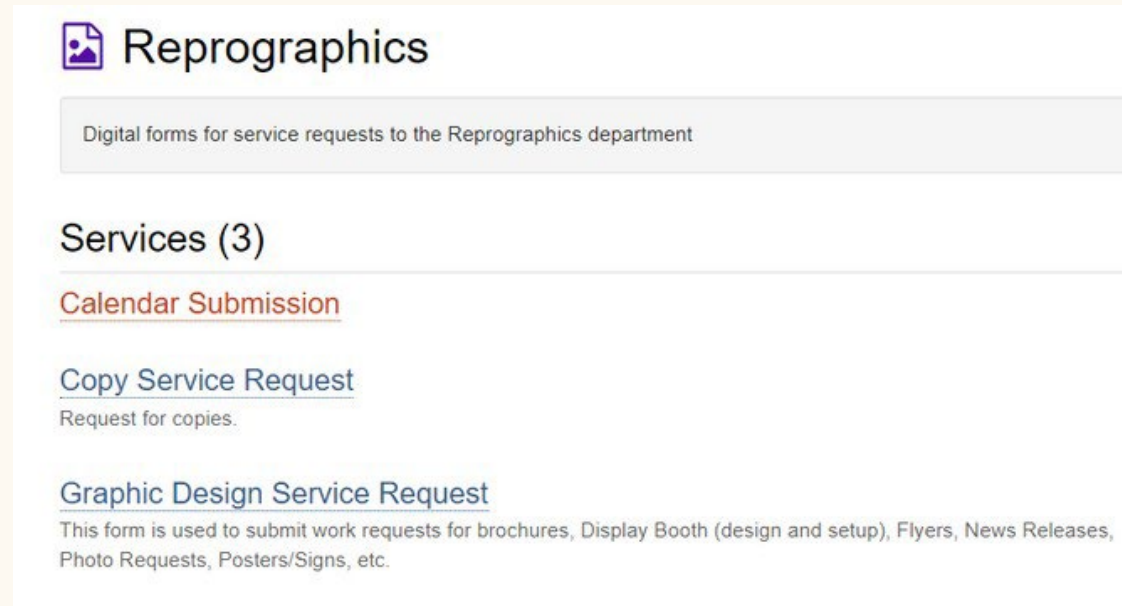 Reprographics
Digital forms for service requests to the Reprographics department
Services (3)
Calendar Submission
Copy Service Request
Request for copies.
Graphic Design Service Request
This form is used to submit work requests for brochures, Display Booth (design and setup), Flyers, News Releases,
Photo Requests, Posters/Signs, etc.